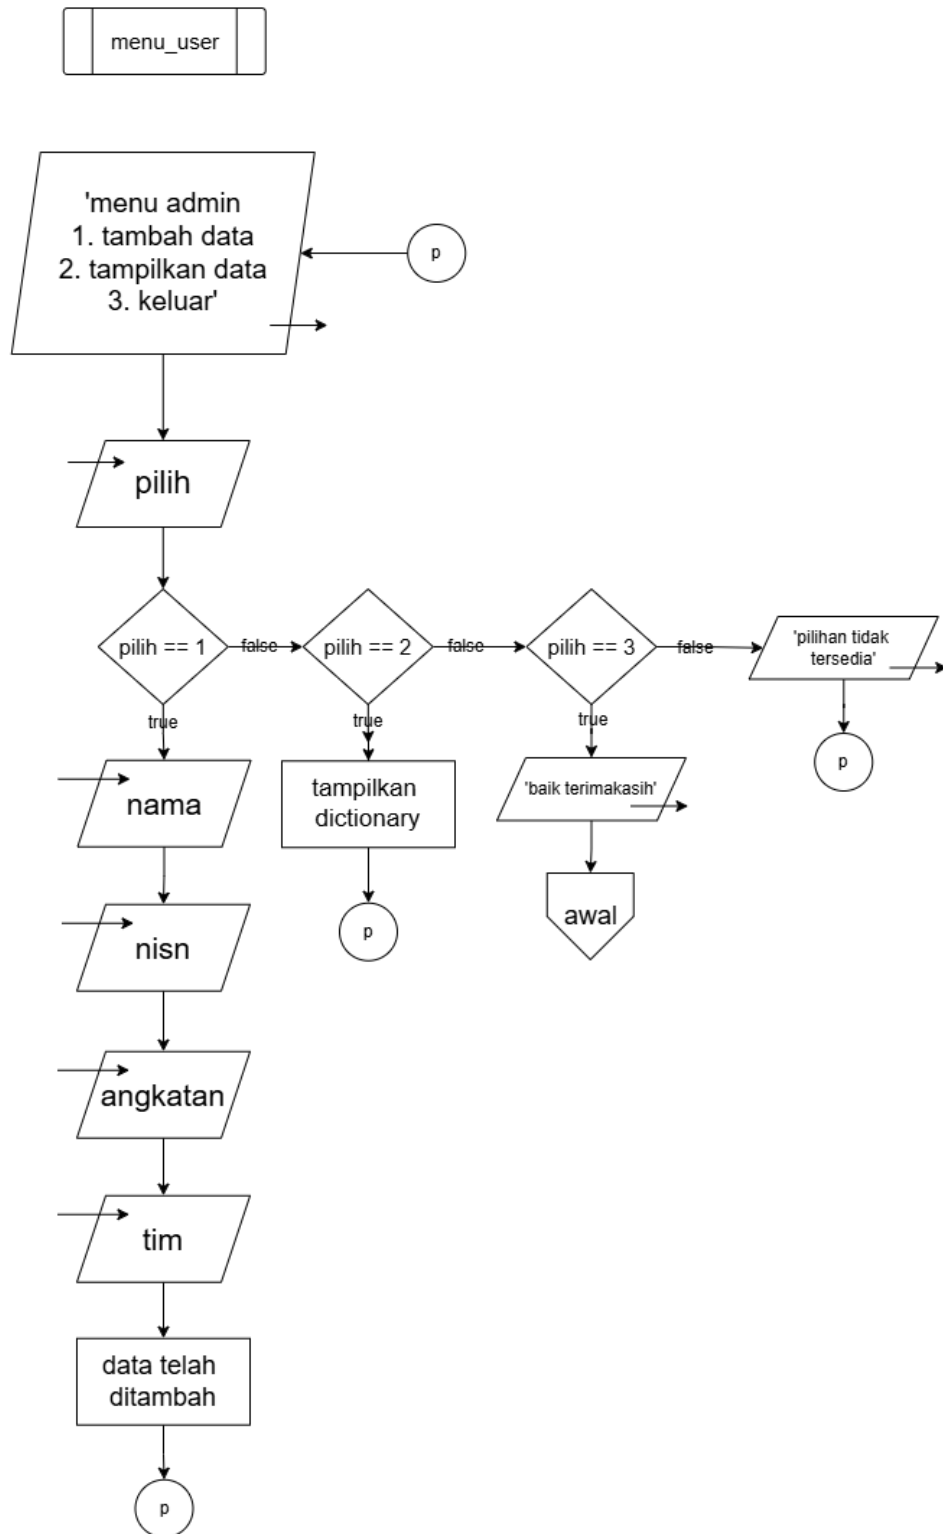 menu_user
'menu admin
1. tambah data
2. tampilkan data
3. keluar'
p
pilih
pilih == 1
false
pilih == 2
false
pilih == 3
false
'pilihan tidak
tersedia'
true
true
true
p
nama
tampilkan
dictionary
'baik terimakasih'
awal
nisn
p
angkatan
tim
data telah
ditambah
p